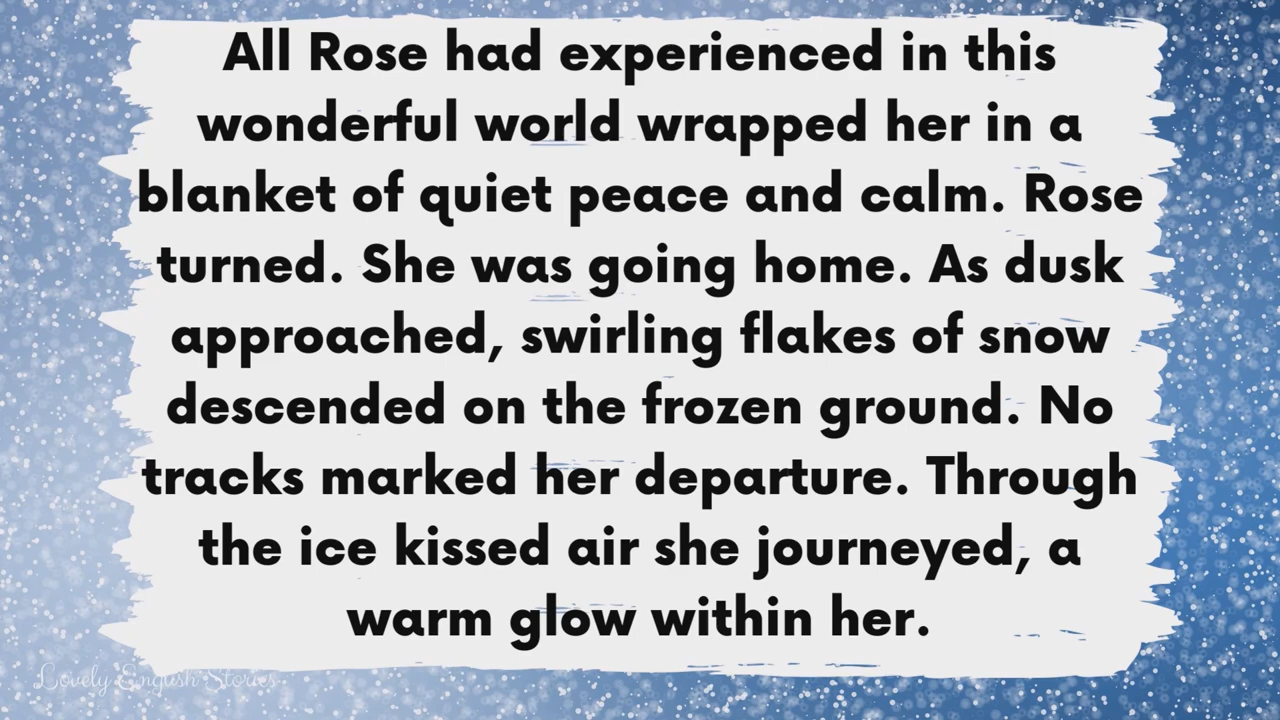 All Rose had experienced in this
wonderful world wrapped her in a
blanket of quiet peace and calm. Rose
turned. She was going home. As dusk
approached, swirling flakes of snow
descended on the frozen ground. No
tracks marked her departure. Through
the ice kissed air she journeyed, a
warm glow within her.
Lovely English Stories